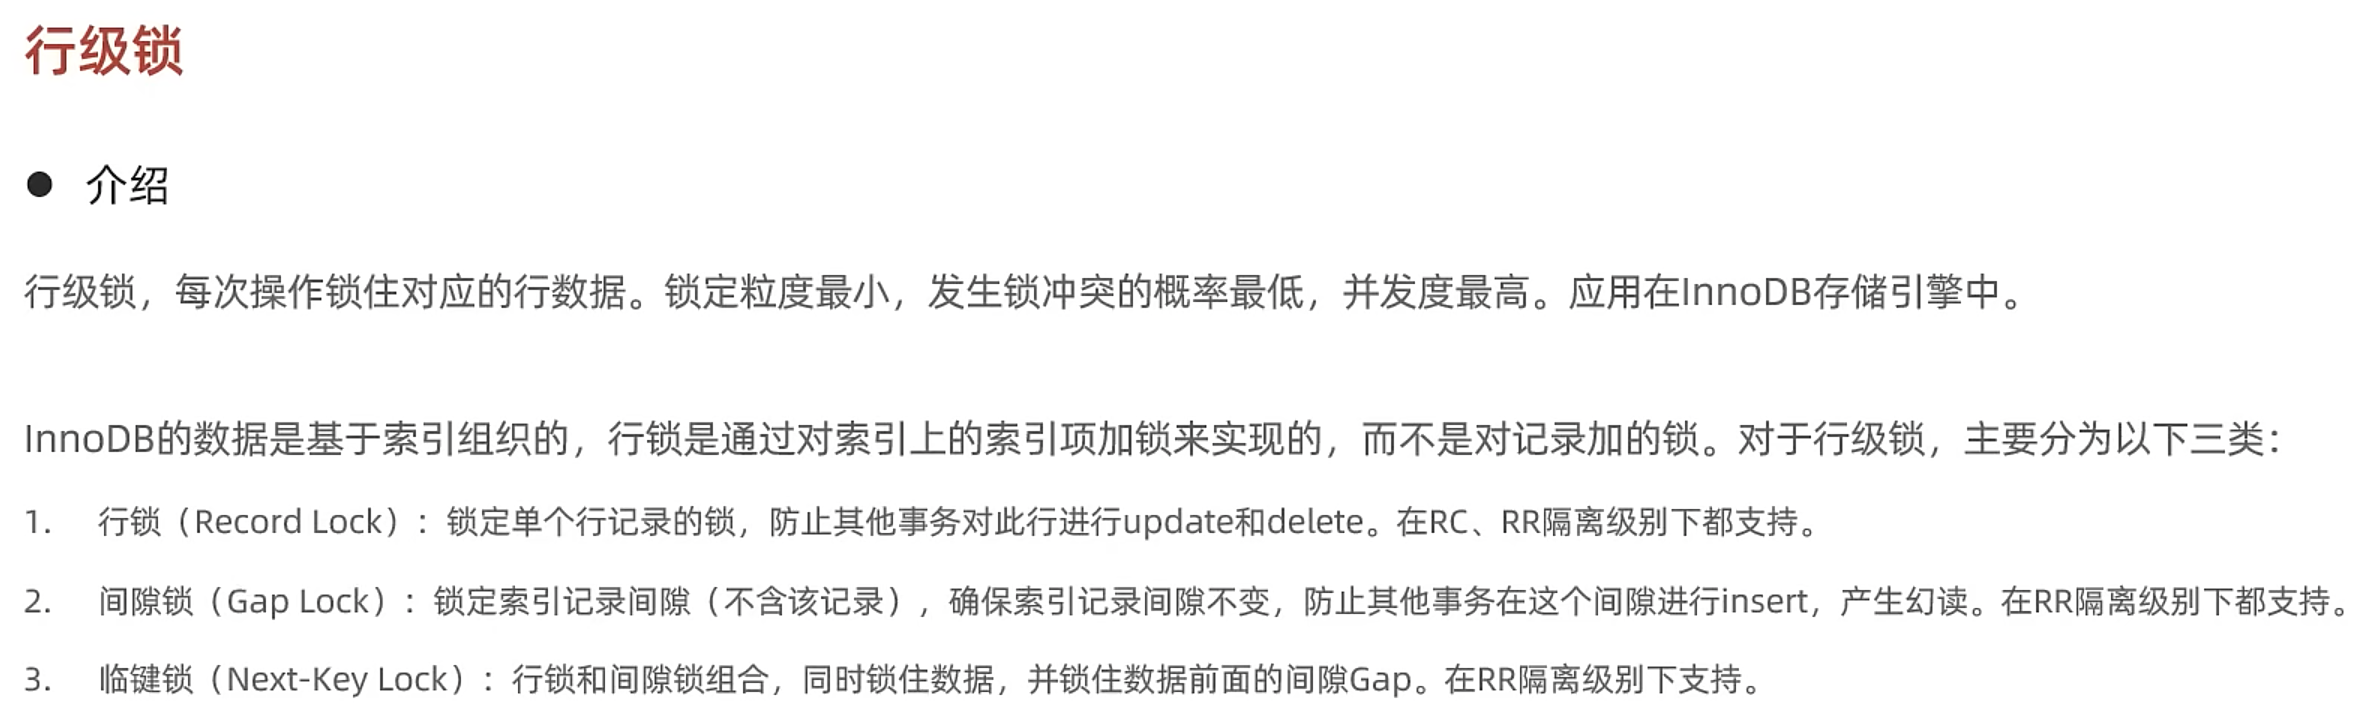 行级锁
● 介绍
行级锁，每次操作锁住对应的行数据。锁定粒度最小，发生锁冲突的概率最低，并发度最高。应用在InnoDB存储引擎中。
InnoDB的数据是基于索引组织的，行锁是通过对索引上的索引项加锁来实现的，而不是对记录加的锁。对于行级锁，主要分为以下三类：
1. 行锁（Record Lock）：锁定单个行记录的锁，防止其他事务对此行进行update和delete。在RC、RR隔离级别下都支持。
2. 间隙锁（Gap Lock）：锁定索引记录间隙（不含该记录），确保索引记录间隙不变，防止其他事务在这个间隙进行insert，产生幻读。在RR隔离级别下都支持。
3. 临键锁（Next-Key Lock）：行锁和间隙锁组合，同时锁住数据，并锁住数据前面的间隙Gap。在RR隔离级别下支持。